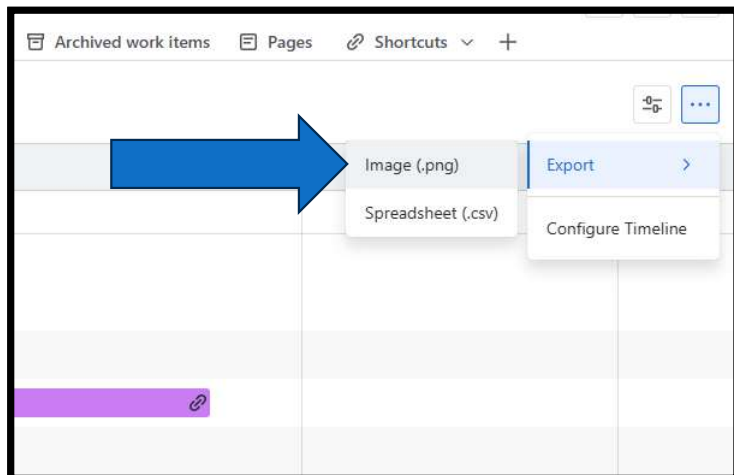 Archived work items Pages Shortcuts
Image (.png) Export
Spreadsheet (.csv)
Configure Timeline